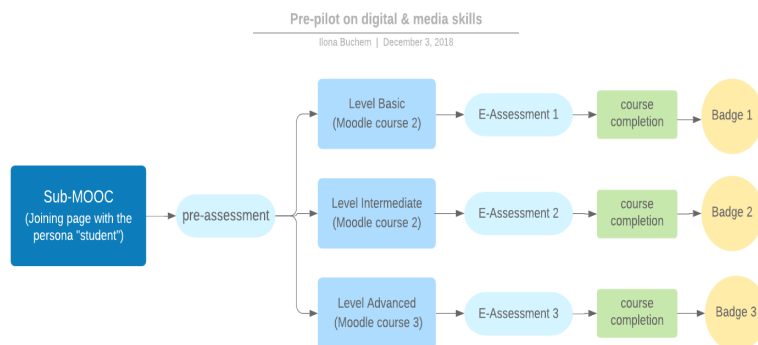 Pre-pilot on digital & media skills
Ilona Buchem | December 3, 2018
Sub-MOOC
(Joining page with the
persona "student")
pre-assessment
Level Basic
(Moodle course 2)
E-Assessment 1
course
completion
Badge 1
Level Intermediate
(Moodle course 2)
E-Assessment 2
course
completion
Badge 2
Level Advanced
(Moodle course 3)
E-Assessment 3
course
completion
Badge 3